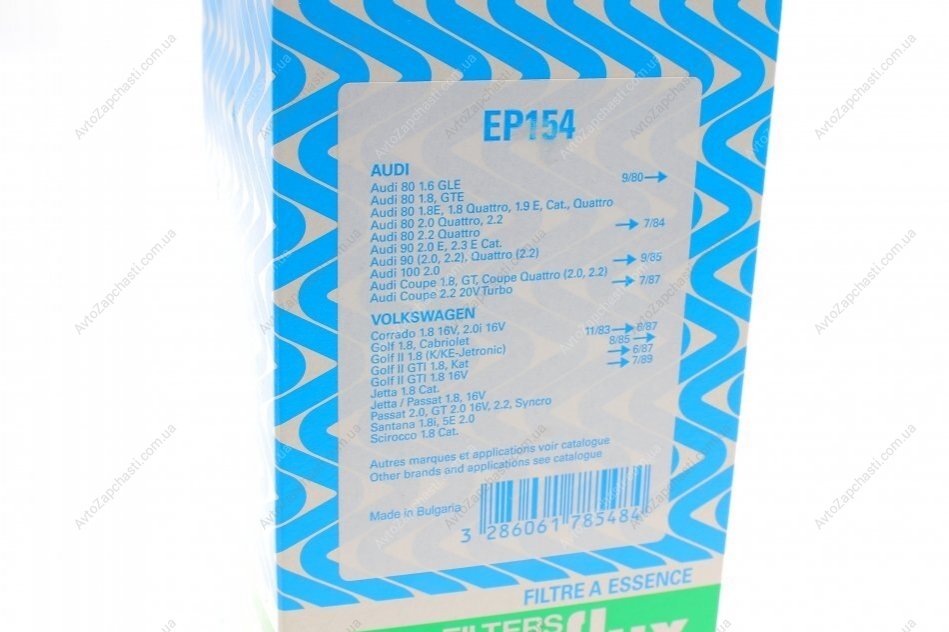 EP154
AUDI
Audi 80 1.6 GLE 9/80→
Audi 80 1.8, GTE
Audi 80 1.8E, 1.8 Quattro, 1.9 E, Cat., Quattro
Audi 80 2.0 Quattro, 2.2 → 7/84
Audi 80 2.2 Quattro
Audi 90 2.0 E, 2.3 E Cat.
Audi 90 (2.0, 2.2), Quattro (2.2) → 9/85
Audi 100 2.0
Audi Coupe 1.8, GT, Coupe Quattro (2.0, 2.2) → 7/87
Audi Coupe 2.2 20V Turbo
VOLKSWAGEN
Corrado 1.8 16V, 2.0i 16V
Golf 1.8, Cabriolet 11/83→ 6/87
Golf II 1.8 (K/KE-Jetronic) 8/85 →
Golf II GTI 1.8, Kat → 6/87
Golf II GTI 1.8 16V → 7/89
Jetta 1.8 Cat.
Jetta / Passat 1.8, 16V
Passat 2.0, GT 2.0 16V, 2.2, Syncro
Santana 1.8i, 5E 2.0
Scirocco 1.8 Cat.
Autres marques et applications voir catalogue
Other brands and applications see catalogue
Made in Bulgaria
3 286061 785484
FILTRE A ESSENCE
FILTERS
flux
AvtoZapchasti.com.ua